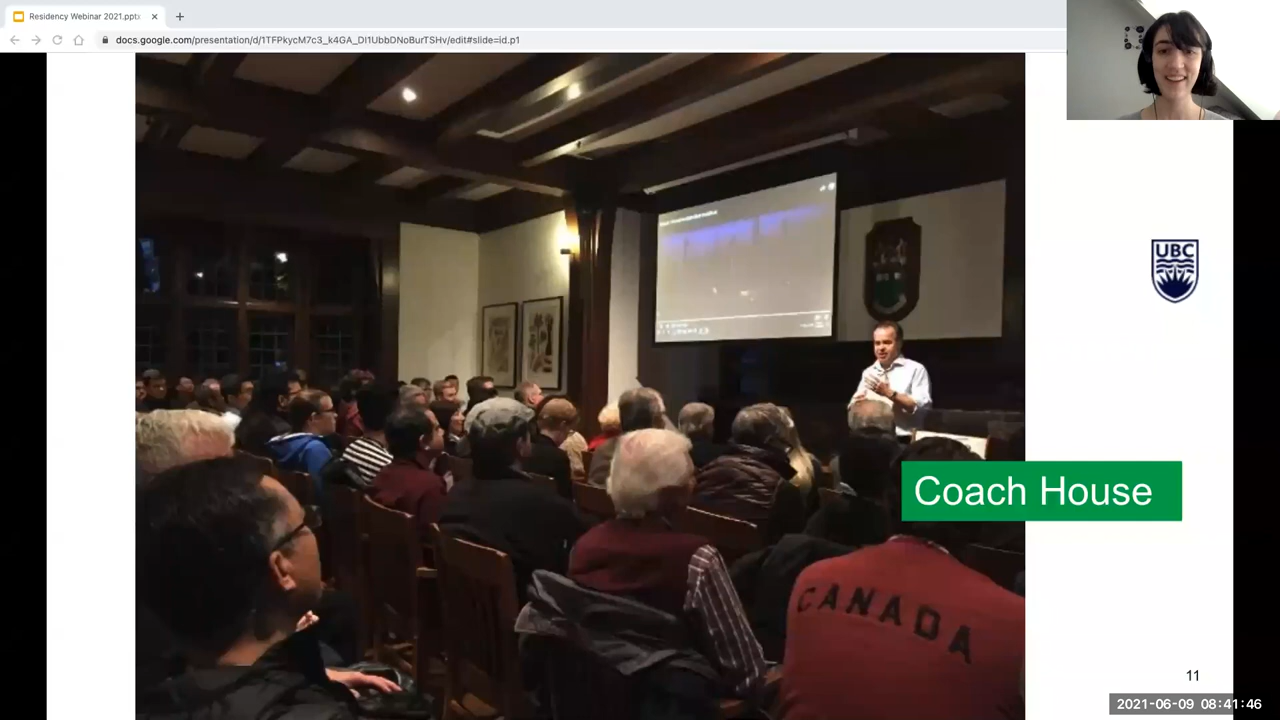 Residency Webinar 2021.pptx
docs.google.com/presentation/d/1TFPkycM7c3_k4GA_DI1UbbDNoBurTSHv/edit#slide=id.p1
UBC
Coach House
CANADA
11
2021-06-09 08:41:46